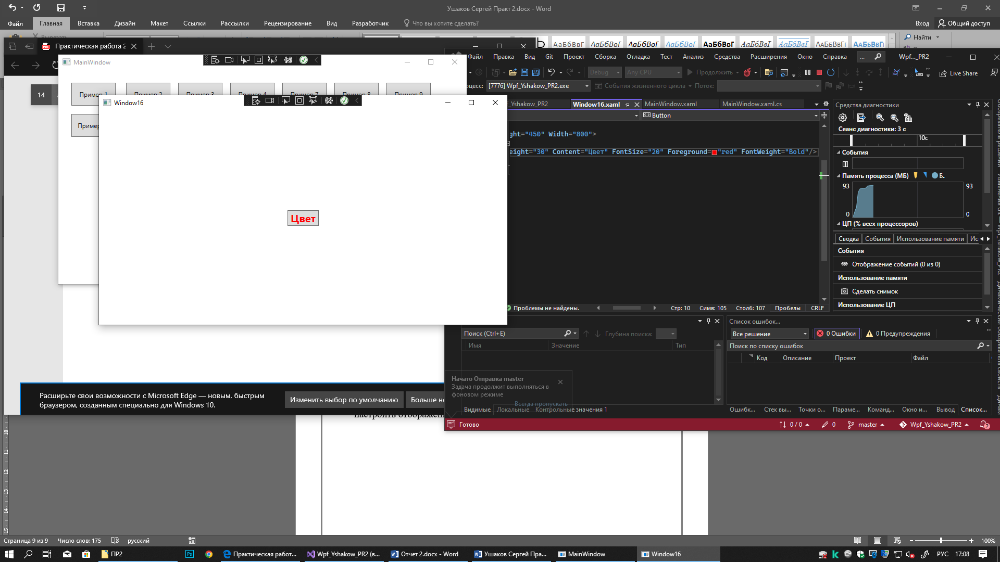 Ушаков Сергей Практ 2.docx - Word
Файл Главная Вставка Дизайн Макет Ссылки Рассылки Рецензирование Вид Разработчик Что вы хотите сделать? Вход Общий доступ
АаБбВвГг АаБбВвГ АаБбВвГ АаБбВвГ АаБбВвГ АаБбВвГ АаБбВвГ АаБбВвГг АаБбВвГ Найти
Практическая работа 2
MainWindow
14
Пример 1 Пример 2 Пример 3 Пример 4 Пример 7 Пример 8 Пример 9
Window16
Цвет
Файл Правка Вид Git Проект Сборка Отладка Тест Анализ Средства Расширения Окно Справка ... Wpf..._PR2
Debug Any CPU Продолжить Live Share
[7776] Wpf_Yshakow_PR2.exe События жизненного цикла Поток:
Window16.xaml MainWindow.xaml MainWindow.xaml.cs
Button
ght="450" Width="800">
eight="30" Content="Цвет" FontSize="20" Foreground="red" FontWeight="Bold"/>
Проблемы не найдены. Стр: 10 Симв: 105 Столб: 107 Пробелы CRLF
Средства диагностики
Сеанс диагностики: 3 с
10с
События
Память процесса (МБ) Б.
93 93
0 0
ЦП (% всех процессоров)
Сводка События Использование памяти Ис
События
Отображение событий (0 из 0)
Использование памяти
Сделать снимок
Использование ЦП
Поиск (Ctrl+E) Глубина поиска:
Имя Значение Тип
Начато Отправка master
Задача продолжит выполняться в
фоновом режиме
Всегда пропускать
Видимые Локальные Контрольные значения 1
Список ошибок...
Все решение 0 Ошибки 0 Предупреждения
Поиск по списку ошибок
Код Описание Проект Файл
Ошибк... Стек вы... Точки о... Параме... Команд... Окно и... Вывод Список...
Готово 0 / 0 0 master Wpf_Yshakow_PR2 2
Расширьте свои возможности с Microsoft Edge — новым, быстрым
браузером, созданным специально для Windows 10.
Изменить выбор по умолчанию Больше не
Страница 9 из 9 Число слов: 175 русский 100%
ПР2 Практическая работ... Wpf_Yshakow_PR2 (в... Отчет 2.docx - Word Ушаков Сергей Пра... MainWindow Window16 РУС 17:08